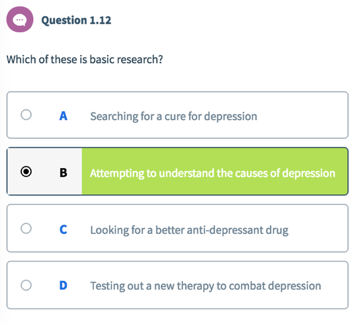 Question 1.12
Which of these is basic research?
A Searching for a cure for depression
B Attempting to understand the causes of depression
C Looking for a better anti-depressant drug
D Testing out a new therapy to combat depression